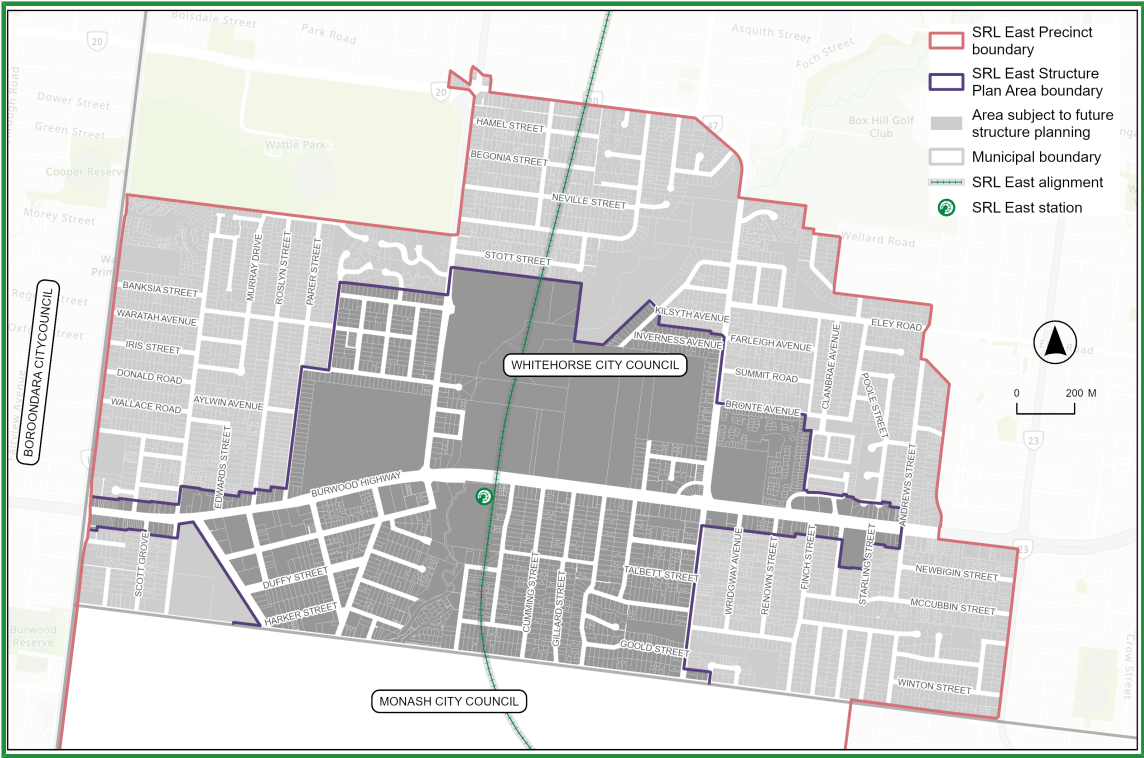 Boisdale Street
Park Road
Asquith Street
Foch Street
20
20
20
47
Dower Street
Green Street
Wattle Park
Cooper Reserve
Morey Street
Box Hill Golf
Club
Wellard Road
SRL East Precinct
boundary
SRL East Structure
Plan Area boundary
Area subject to future
structure planning
Municipal boundary
SRL East alignment
SRL East station
HAMEL STREET
BEGONIA STREET
NEVILLE STREET
STOTT STREET
MURRAY DRIVE
ROSLYN STREET
PARER STREET
BANKSIA STREET
WARATAH AVENUE
IRIS STREET
DONALD ROAD
WALLACE ROAD
AYLWIN AVENUE
EDWARDS STREET
BOROONDARA CITYCOUNCIL
KILSYTH AVENUE
INVERNESS AVENUE
FARLEIGH AVENUE
ELEY ROAD
SUMMIT ROAD
BRONTE AVENUE
CLANBRAE AVENUE
POOLE STREET
ANDREWS STREET
WHITEHORSE CITY COUNCIL
0 200 M
23
23
BURWOOD HIGHWAY
SCOTT GROVE
DUFFY STREET
HARKER STREET
CUMMING STREET
GILLARD STREET
TALBETT STREET
GOOLD STREET
WRIDGWAY AVENUE
RENOWN STREET
FINCH STREET
STARLING STREET
NEWBIGIN STREET
MCCUBBIN STREET
WINTON STREET
Burwood
Reserve
Crow Street
MONASH CITY COUNCIL